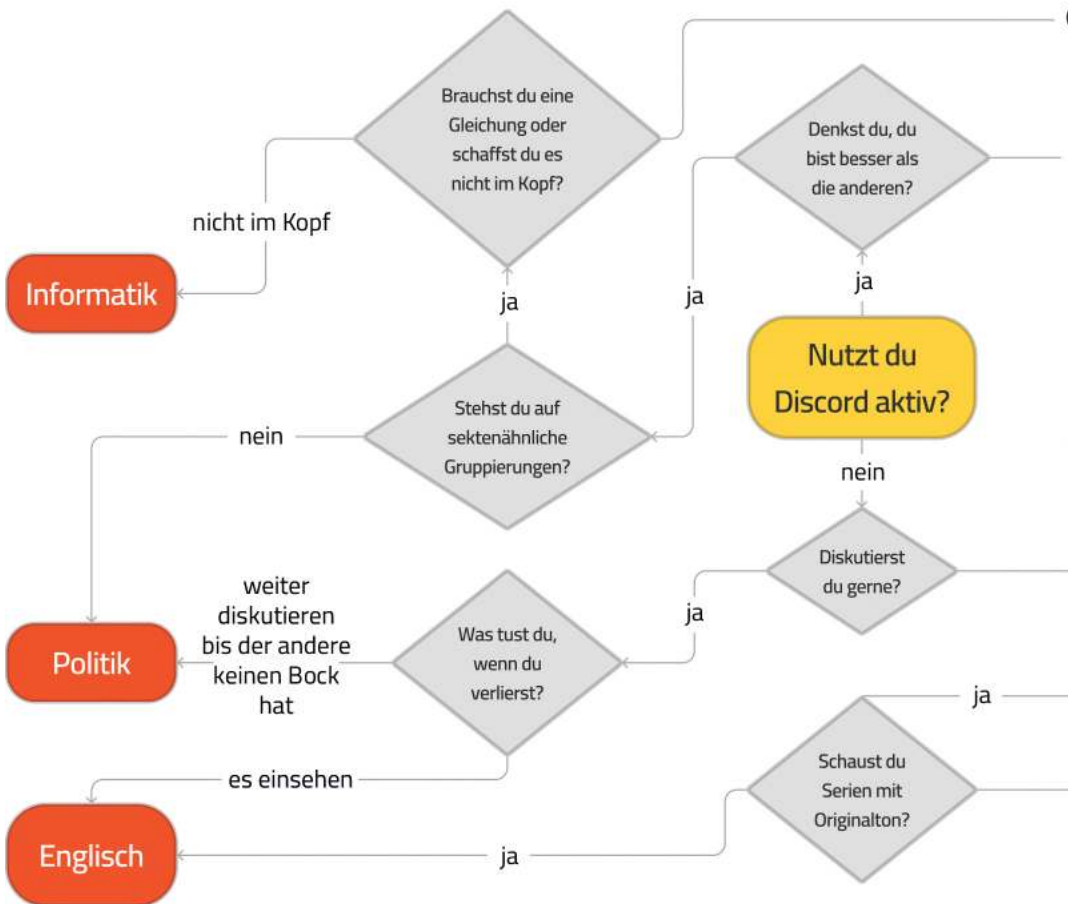 Brauchst du eine
Gleichung oder
schaffst du es
nicht im Kopf?
Denkst du, du
bist besser als
die anderen?
nicht im Kopf
Informatik
ja
ja
ja
Nutzt du
Discord aktiv?
Stehst du auf
sektenähnliche
Gruppierungen?
nein
nein
Diskutierst
du gerne?
weiter
diskutieren
bis der andere
keinen Bock
hat
ja
Was tust du,
wenn du
verlierst?
Politik
ja
Schaust du
Serien mit
Originalton?
es einsehen
Englisch
ja